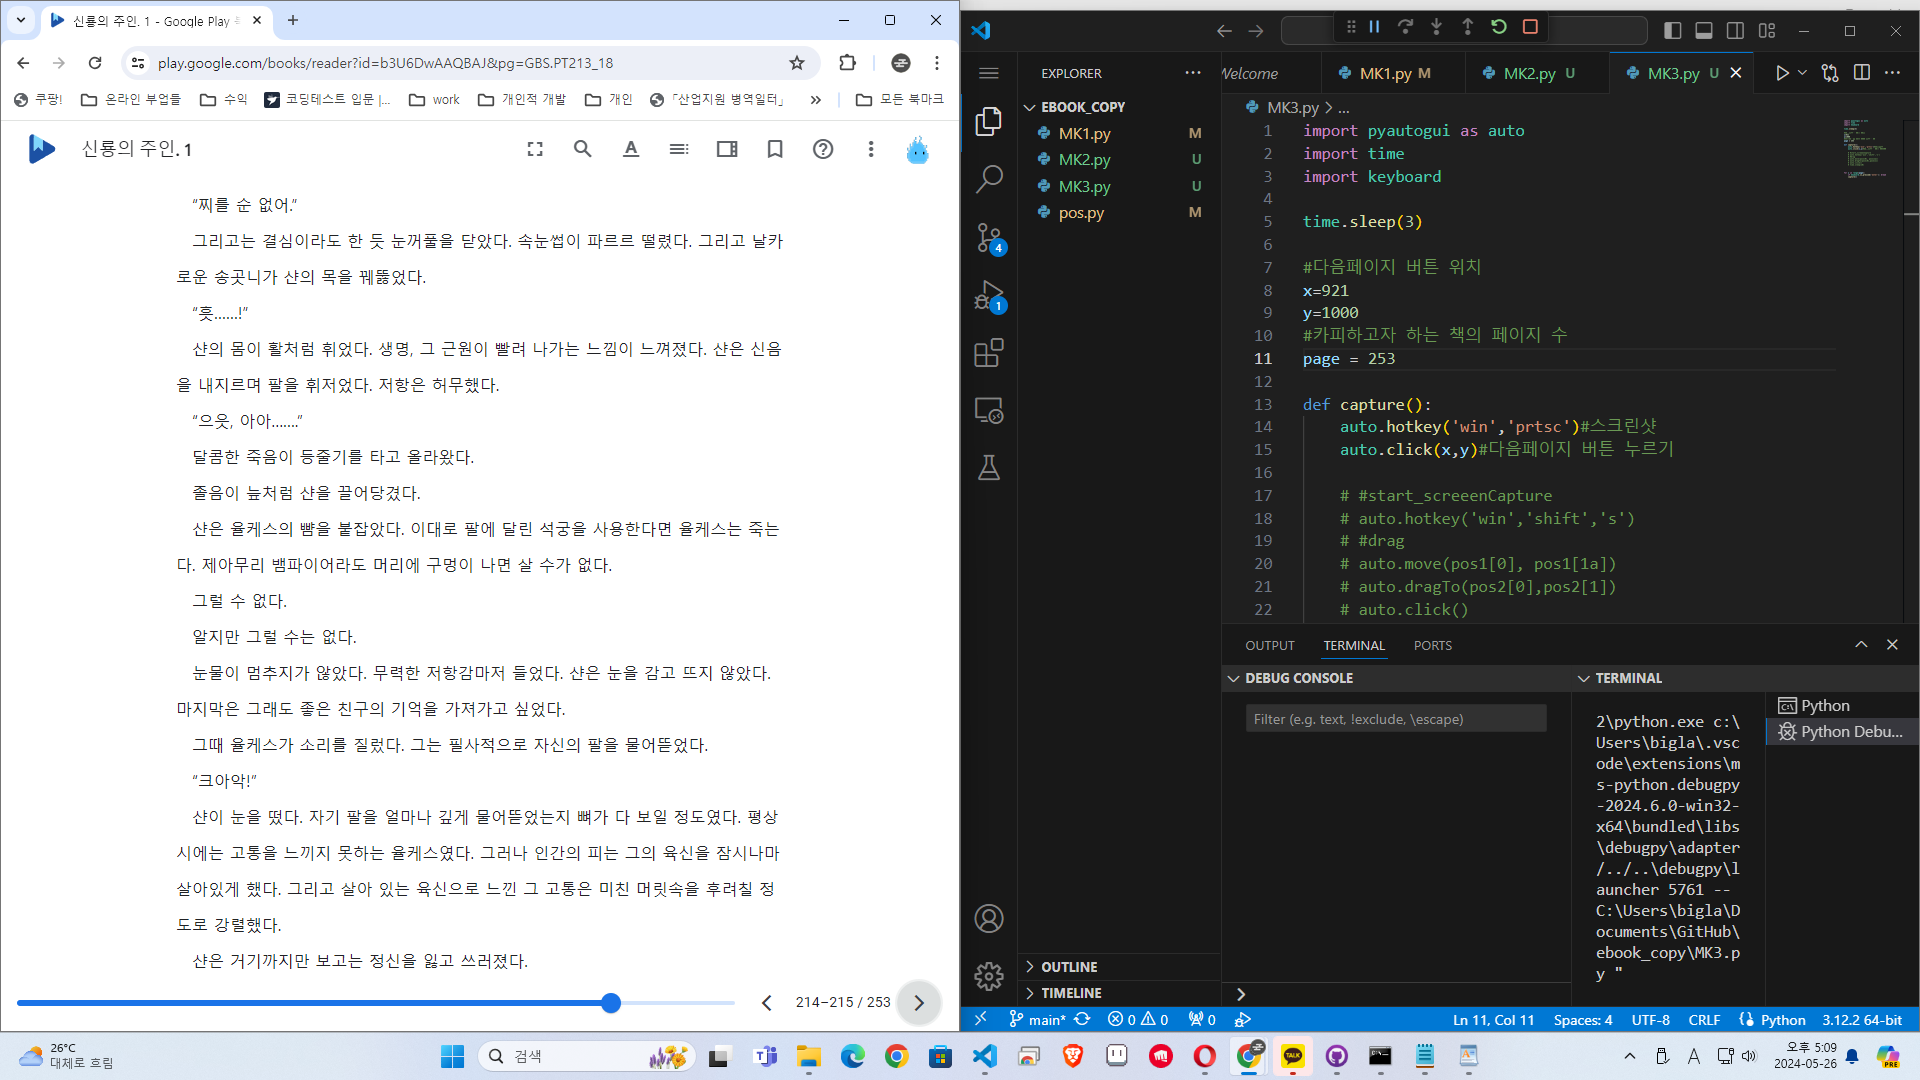 신룡의 주인. 1 - Google Play
play.google.com/books/reader?id=b3U6DwAAQBAJ&pg=GBS.PT213_18
쿠팡!
온라인 부업들
수익
코딩테스트 입문 |...
work
개인적 개발
개인
「산업지원 병역일터」
»
모든 북마크
신룡의 주인. 1
“찌를 순 없어.“
그리고는 결심이라도 한 듯 눈꺼풀을 닫았다. 속눈썹이 파르르 떨렸다. 그리고 날카
로운 송곳니가 샨의 목을 꿰뚫었다.
“흣......!”
샨의 몸이 활처럼 휘었다. 생명, 그 근원이 빨려 나가는 느낌이 느껴졌다. 샨은 신음
을 내지르며 팔을 휘저었다. 저항은 허무했다.
“으읏, 아아.......”
달콤한 죽음이 등줄기를 타고 올라왔다.
졸음이 늪처럼 샨을 끌어당겼다.
샨은 율케스의 뺨을 붙잡았다. 이대로 팔에 달린 석궁을 사용한다면 율케스는 죽는
다. 제아무리 뱀파이어라도 머리에 구멍이 나면 살 수가 없다.
그럴 수 없다.
알지만 그럴 수는 없다.
눈물이 멈추지가 않았다. 무력한 저항감마저 들었다. 샨은 눈을 감고 뜨지 않았다.
마지막은 그래도 좋은 친구의 기억을 가져가고 싶었다.
그때 율케스가 소리를 질렀다. 그는 필사적으로 자신의 팔을 물어뜯었다.
“크아악!”
샨이 눈을 떴다. 자기 팔을 얼마나 깊게 물어뜯었는지 뼈가 다 보일 정도였다. 평상
시에는 고통을 느끼지 못하는 율케스였다. 그러나 인간의 피는 그의 육신을 잠시나마
살아있게 했다. 그리고 살아 있는 육신으로 느낀 그 고통은 미친 머릿속을 후려칠 정
도로 강렬했다.
샨은 거기까지만 보고는 정신을 잃고 쓰러졌다.
214–215 / 253
EXPLORER
EBOOK_COPY
MK1.py M
MK2.py U
MK3.py U
pos.py M
OUTLINE
TIMELINE
Welcome
MK1.py M
MK2.py U
MK3.py U
MK3.py > ...
1 import pyautogui as auto
2 import time
3 import keyboard
4
5 time.sleep(3)
6
7 #다음페이지 버튼 위치
8 x=921
9 y=1000
10 #카피하고자 하는 책의 페이지 수
11 page = 253
12
13 def capture():
14 auto.hotkey('win','prtsc')#스크린샷
15 auto.click(x,y)#다음페이지 버튼 누르기
16
17 # #start_screeenCapture
18 # auto.hotkey('win','shift','s')
19 # #drag
20 # auto.move(pos1[0], pos1[1a])
21 # auto.dragTo(pos2[0],pos2[1])
22 # auto.click()
OUTPUT
TERMINAL
PORTS
DEBUG CONSOLE
Filter (e.g. text, !exclude, \escape)
TERMINAL
2\python.exe c:\
Users\bigla\.vsc
ode\extensions\m
s-python.debugpy
-2024.6.0-win32-
x64\bundled\libs
\debugpy\adapter
/../..\debugpy\l
auncher 5761 --
C:\Users\bigla\D
ocuments\GitHub\
ebook_copy\MK3.p
y "
Python
Python Debu...
4
1
main*
0 0
0
Ln 11, Col 11
Spaces: 4
UTF-8
CRLF
Python
3.12.2 64-bit
26°C
대체로 흐림
검색
TALK
A
오후 5:09
2024-05-26
PRE